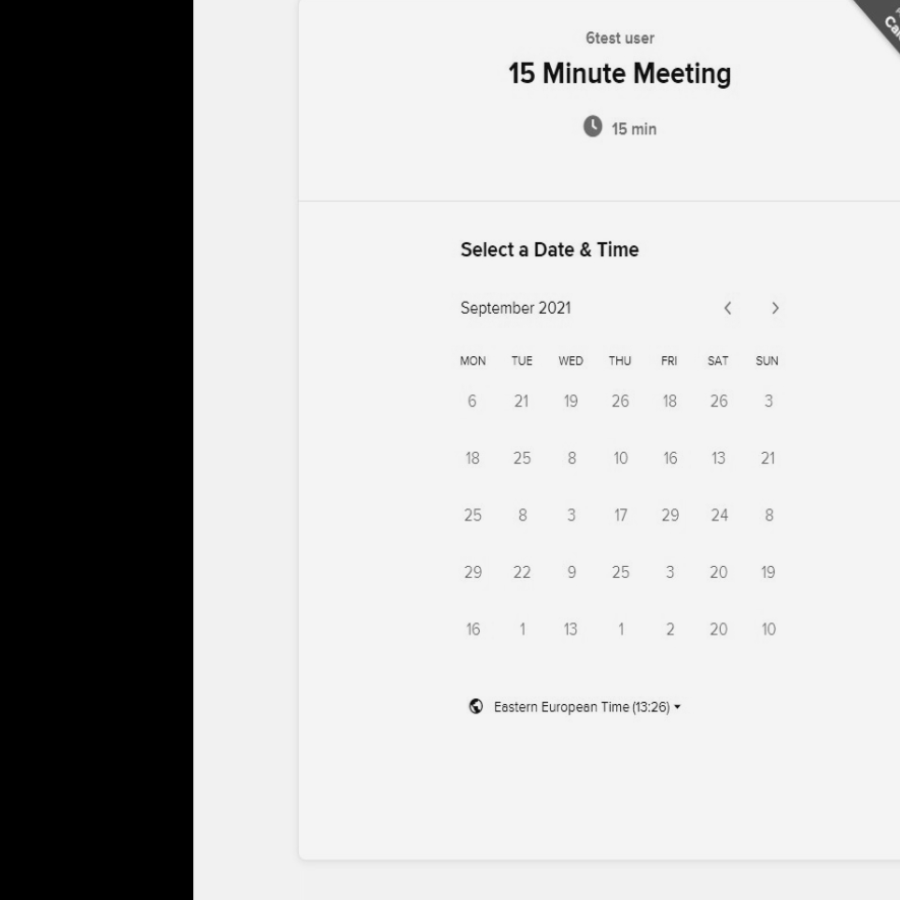 6test user
15 Minute Meeting
15 min
Select a Date & Time
September 2021
MON TUE WED THU FRI SAT SUN
6 21 19 26 18 26 3
18 25 8 10 16 13 21
25 8 3 17 29 24 8
29 22 9 25 3 20 19
16 1 13 1 2 20 10
Eastern European Time (13:26)